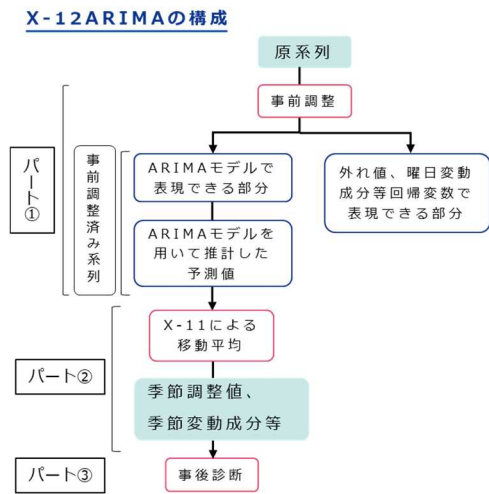 X-12ARIMAの構成
原系列
事前調整
パート①
事前調整済み系列
ARIMAモデルで
表現できる部分
外れ値、曜日変動
成分等回帰変数で
表現できる部分
ARIMAモデルを
用いて推計した
予測値
X-11による
移動平均
パート②
季節調整値、
季節変動成分等
パート③
事後診断